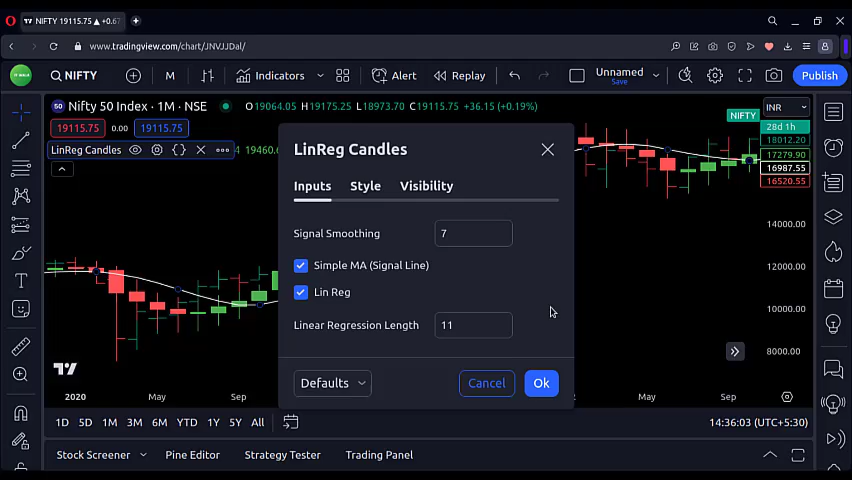 NIFTY 19115.75 ▲ +0.67
www.tradingview.com/chart/JNVJJDal/
NIFTY
M
Indicators
Alert
Replay
Unnamed
Save
Publish
50 Nifty 50 Index · 1M · NSE
O19064.05 H19175.25 L18973.70 C19115.75 +36.15 (+0.19%)
NIFTY
INR
19115.75 0.00 19115.75
28d 1h
18012.20
LinReg Candles
17279.90
16987.55
16520.55
LinReg Candles
Inputs Style Visibility
Signal Smoothing 7
Simple MA (Signal Line)
Lin Reg
Linear Regression Length 11
Defaults
Cancel
Ok
14000.00
12000.00
10000.00
8000.00
2020 May Sep
May Sep
1D 5D 1M 3M 6M YTD 1Y 5Y All
14:36:03 (UTC+5:30)
Stock Screener Pine Editor Strategy Tester Trading Panel